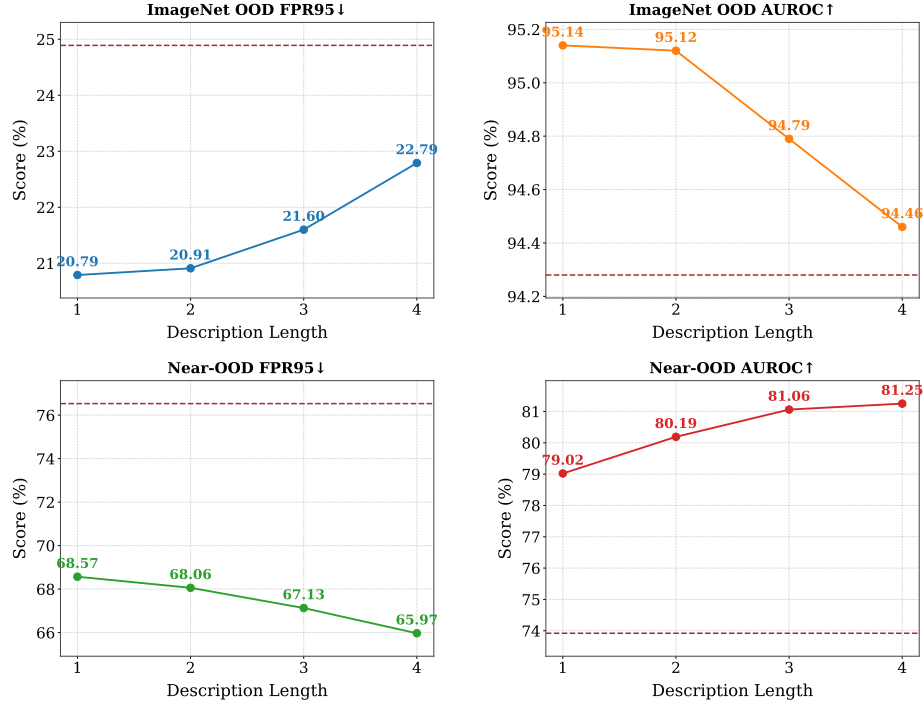 ImageNet OOD FPR95↓
25
24
23
22
21
Score (%)
20.79
20.91
21.60
22.79
1 2 3 4
Description Length
ImageNet OOD AUROC↑
95.2
95.0
94.8
94.6
94.4
94.2
Score (%)
95.14
95.12
94.79
94.46
1 2 3 4
Description Length
Near-OOD FPR95↓
76
74
72
70
68
66
Score (%)
68.57
68.06
67.13
65.97
1 2 3 4
Description Length
Near-OOD AUROC↑
81
80
79
78
77
76
75
74
Score (%)
79.02
80.19
81.06
81.25
1 2 3 4
Description Length